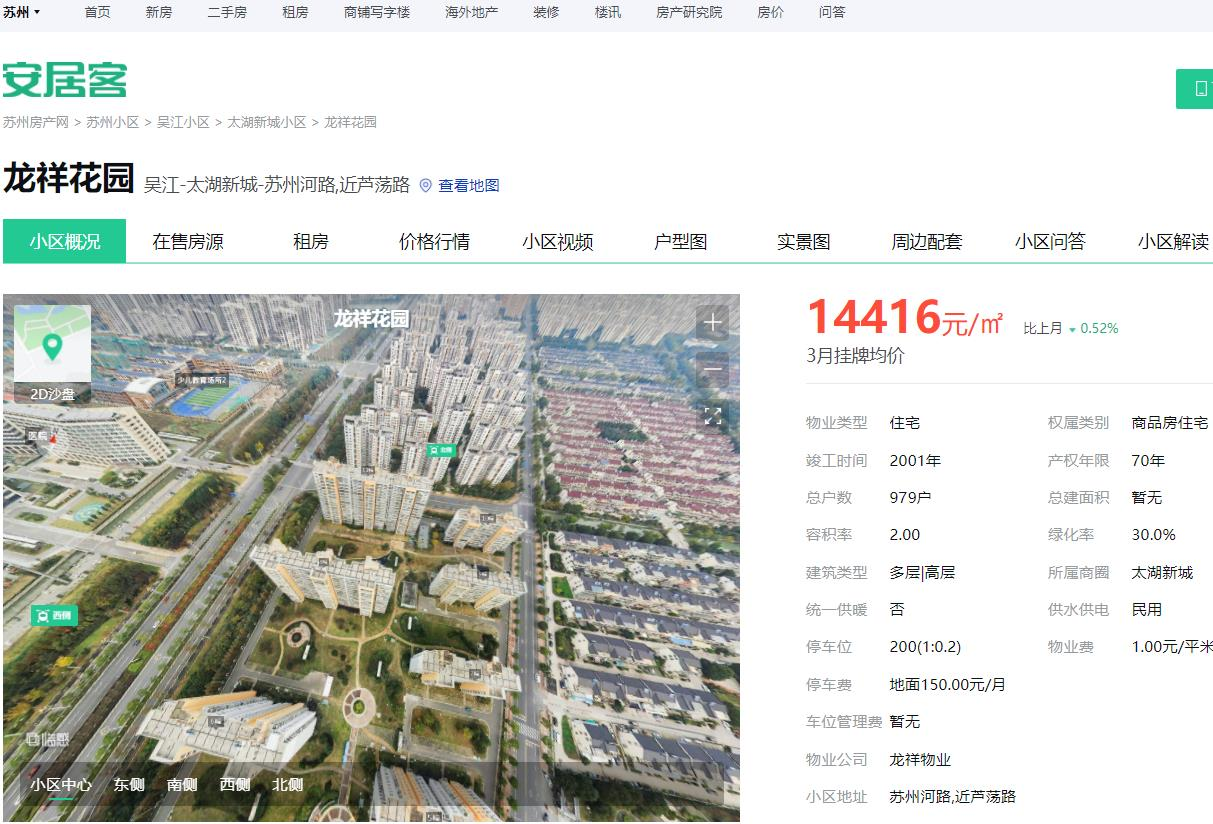 苏州 首页 新房 二手房 租房 商铺写字楼 海外地产 装修 楼讯 房产研究院 房价 问答
安居客
苏州房产网 > 苏州小区 > 吴江小区 > 太湖新城小区 > 龙祥花园
龙祥花园 吴江-太湖新城-苏州河路,近芦荡路 查看地图
小区概况 在售房源 租房 价格行情 小区视频 户型图 实景图 周边配套 小区问答 小区解读
龙祥花园
2D沙盘
少儿教育场所2
医院
北侧
西侧
小区中心 东侧 南侧 西侧 北侧
14416元/㎡ 比上月 0.52%
3月挂牌均价
物业类型 住宅 权属类别 商品房住宅
竣工时间 2001年 产权年限 70年
总户数 979户 总建面积 暂无
容积率 2.00 绿化率 30.0%
建筑类型 多层|高层 所属商圈 太湖新城
统一供暖 否 供水供电 民用
停车位 200(1:0.2) 物业费 1.00元/平米
停车费 地面150.00元/月
车位管理费 暂无
物业公司 龙祥物业
小区地址 苏州河路,近芦荡路